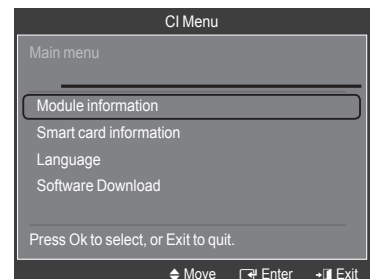 CI Menu
Main menu
Module information
Smart card information
Language
Software Download
Press Ok to select, or Exit to quit.
Move Enter Exit